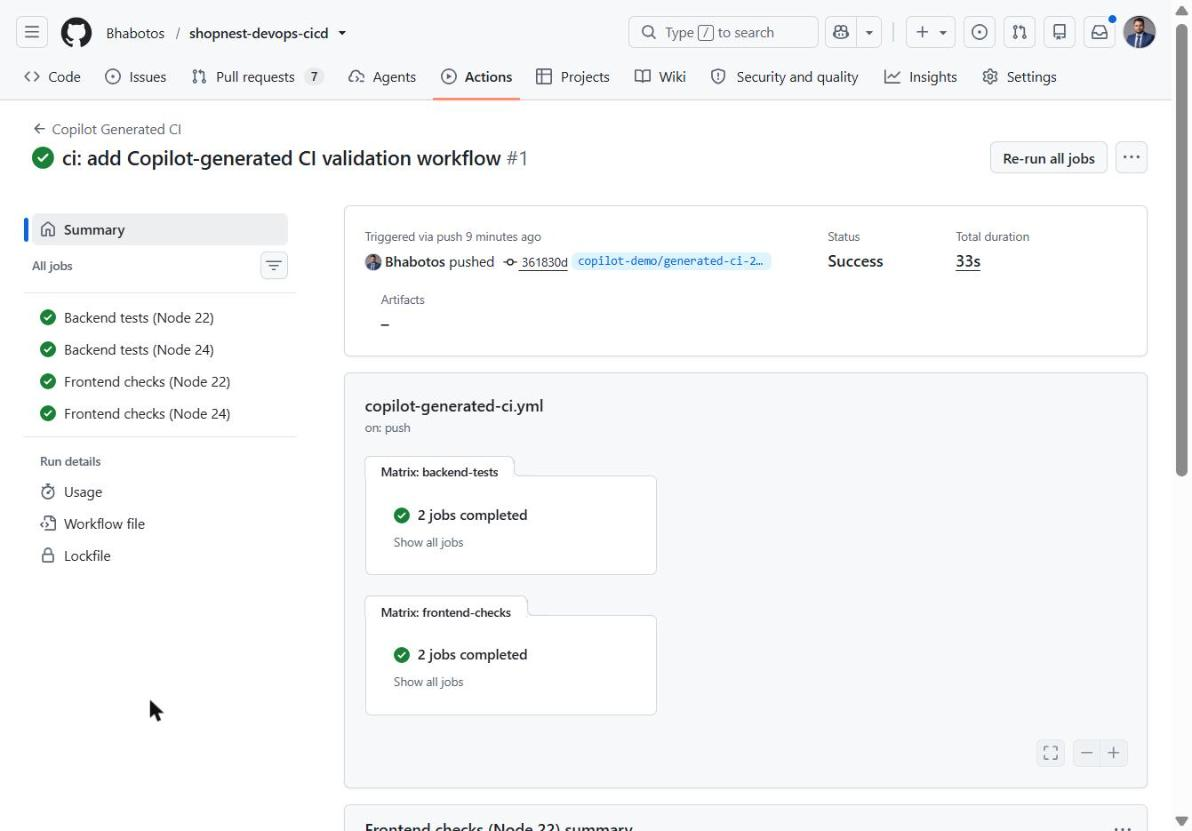 Bhabotos / shopnest-devops-cicd
Type / to search
Code
Issues
Pull requests 7
Agents
Actions
Projects
Wiki
Security and quality
Insights
Settings
Copilot Generated CI
ci: add Copilot-generated CI validation workflow #1
Re-run all jobs
Summary
All jobs
Backend tests (Node 22)
Backend tests (Node 24)
Frontend checks (Node 22)
Frontend checks (Node 24)
Run details
Usage
Workflow file
Lockfile
Triggered via push 9 minutes ago
Bhabotos pushed 361830d copilot-demo/generated-ci-2…
Status
Success
Total duration
33s
Artifacts
–
copilot-generated-ci.yml
on: push
Matrix: backend-tests
2 jobs completed
Show all jobs
Matrix: frontend-checks
2 jobs completed
Show all jobs
Frontend checks (Node 22) summary